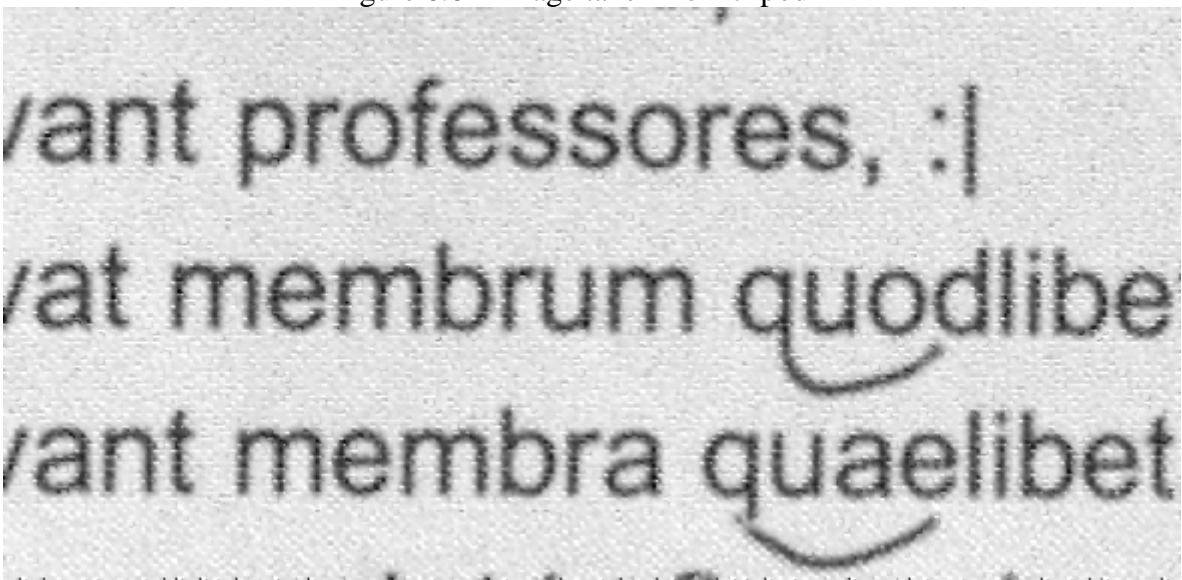 vant professores, :|
vat membrum quodlibet
vant membra quaelibet